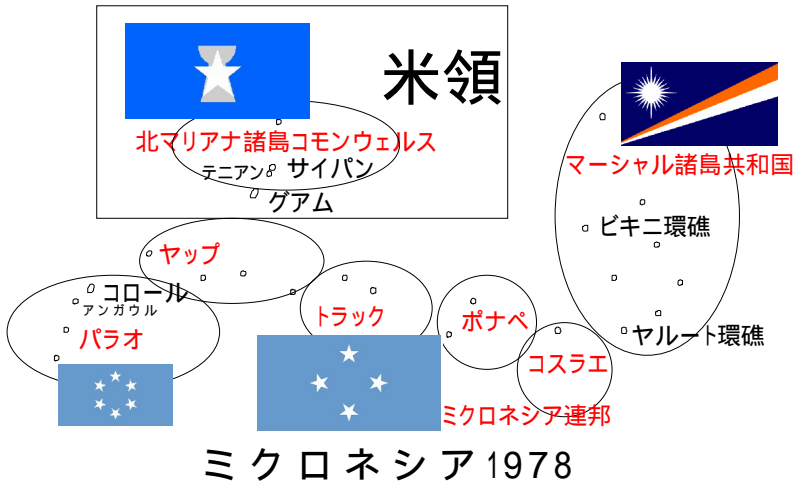 米領
北マリアナ諸島コモンウェルス
テニアン
サイパン
グアム
マーシャル諸島共和国
ビキニ環礁
ヤルート環礁
ヤップ
コロール
アンガウル
パラオ
トラック
ポナペ
コスラエ
ミクロネシア連邦
ミクロネシア1978